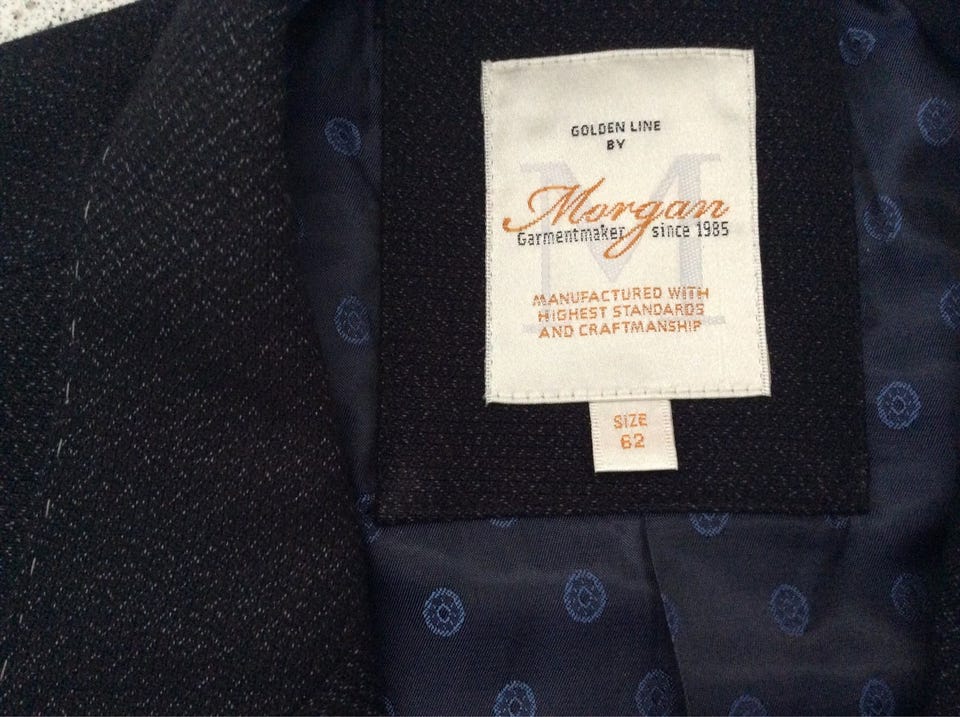 GOLDEN LINE
BY
M
Morgan
Garmentmaker since 1985
MANUFACTURED WITH
HIGHEST STANDARDS
AND CRAFTMANSHIP
SIZE
62